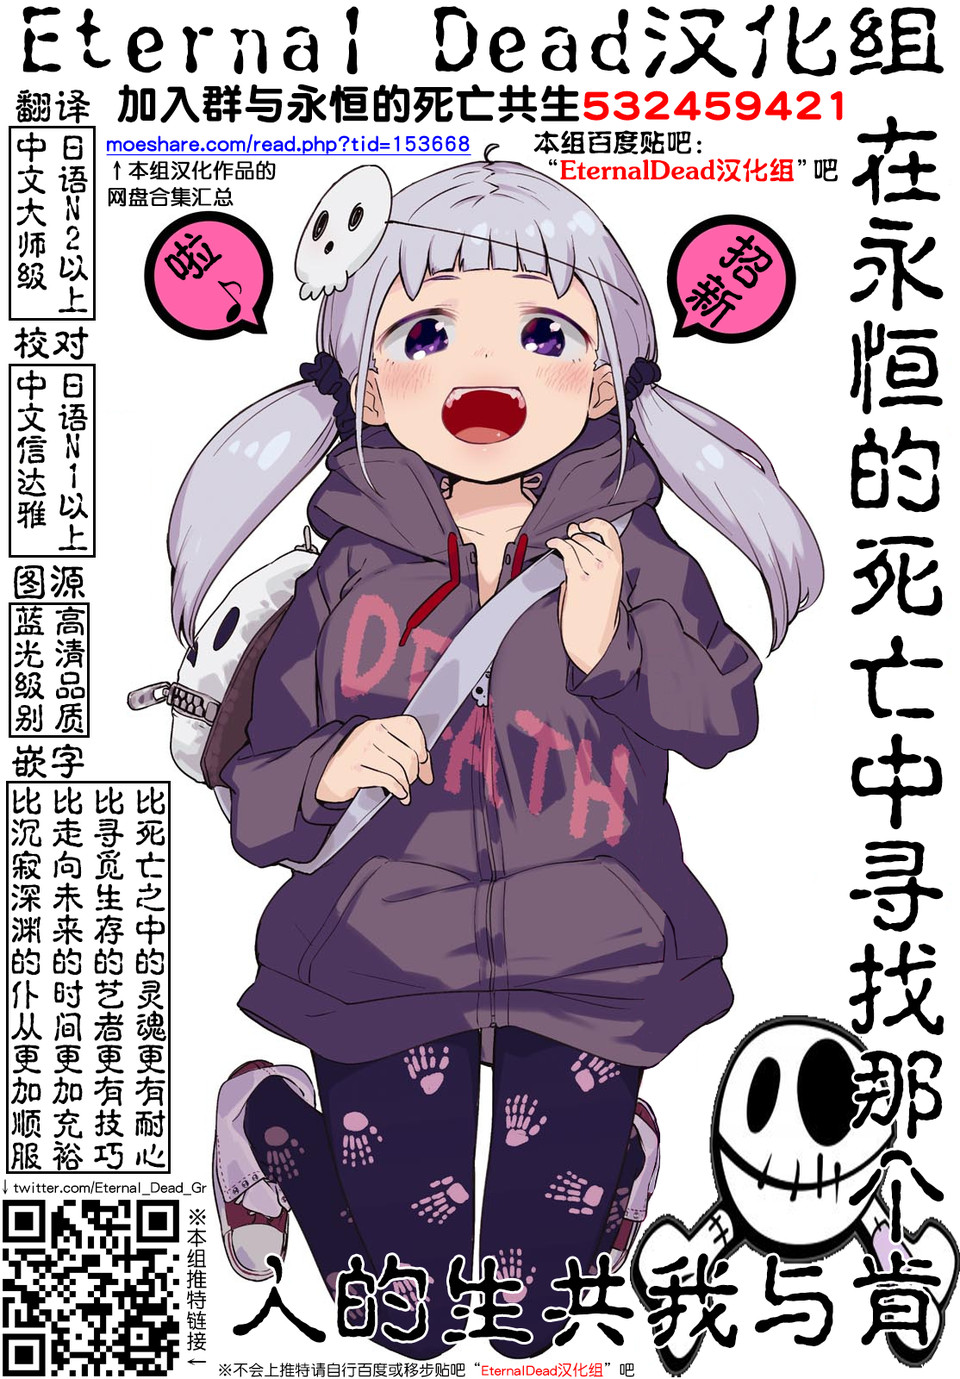 Eternal Dead汉化组
加入群与永恒的死亡共生532459421
moeshare.com/read.php?tid=153668
↑本组汉化作品的
网盘合集汇总
本组百度贴吧：
“EternalDead汉化组”吧
招新
啦♪
翻译
日语N2以上
中文大师级
校对
日语N1以上
中文信达雅
图源
高清品质
蓝光级别
嵌字
比死亡之中的灵魂更有耐心
比寻觅生存的艺者更有技巧
比走向未来的时间更加充裕
比沉寂深渊的仆从更加顺服
↓twitter.com/Eternal_Dead_Gr
※本组推特链接←
DEATH
在永恒的死亡中寻找那个
肯与我共生的人
※不会上推特请自行百度或移步贴吧“EternalDead汉化组”吧